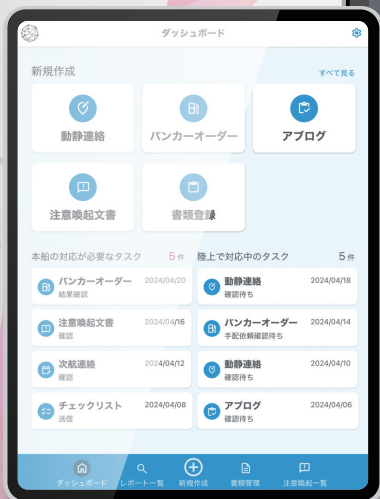 ダッシュボード
新規作成
すべて見る
動静連絡
バンカーオーダー
アブログ
注意喚起文書
書類登録
本船の対応が必要なタスク 5件
陸上で対応中のタスク 5件
バンカーオーダー 2024/04/20
結果確認
動静連絡 2024/04/18
確認待ち
注意喚起文書 2024/04/16
確認
バンカーオーダー 2024/04/14
手配依頼確認待ち
次航連絡 2024/04/12
確認
動静連絡 2024/04/10
確認待ち
チェックリスト 2024/04/08
送信
アブログ 2024/04/06
確認待ち
ダッシュボード
レポート一覧
新規作成
書類管理
注意喚起一覧